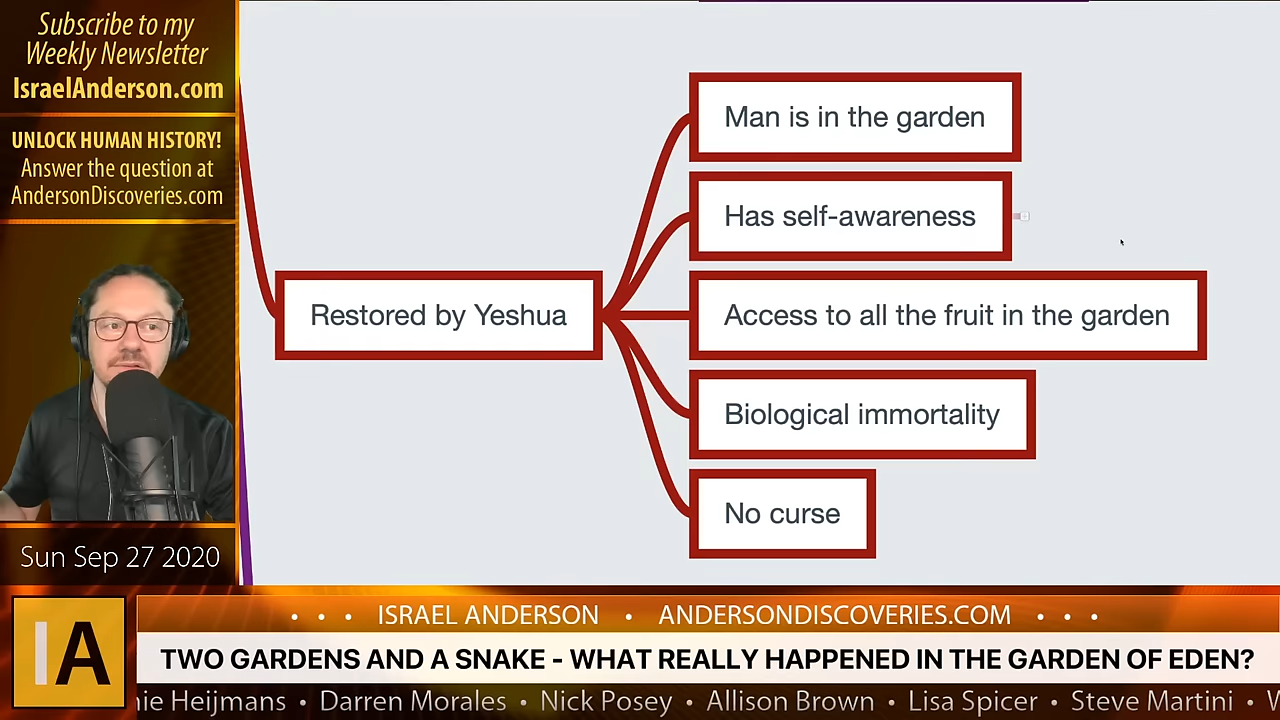 Subscribe to my
Weekly Newsletter
IsraelAnderson.com
UNLOCK HUMAN HISTORY!
Answer the question at
AndersonDiscoveries.com
Sun Sep 27 2020
Restored by Yeshua
Man is in the garden
Has self-awareness
Access to all the fruit in the garden
Biological immortality
No curse
IA
• • • ISRAEL ANDERSON • ANDERSONDISCOVERIES.COM • • •
TWO GARDENS AND A SNAKE - WHAT REALLY HAPPENED IN THE GARDEN OF EDEN?
Heijmans • Darren Morales • Nick Posey • Allison Brown • Lisa Spicer • Steve Martini •